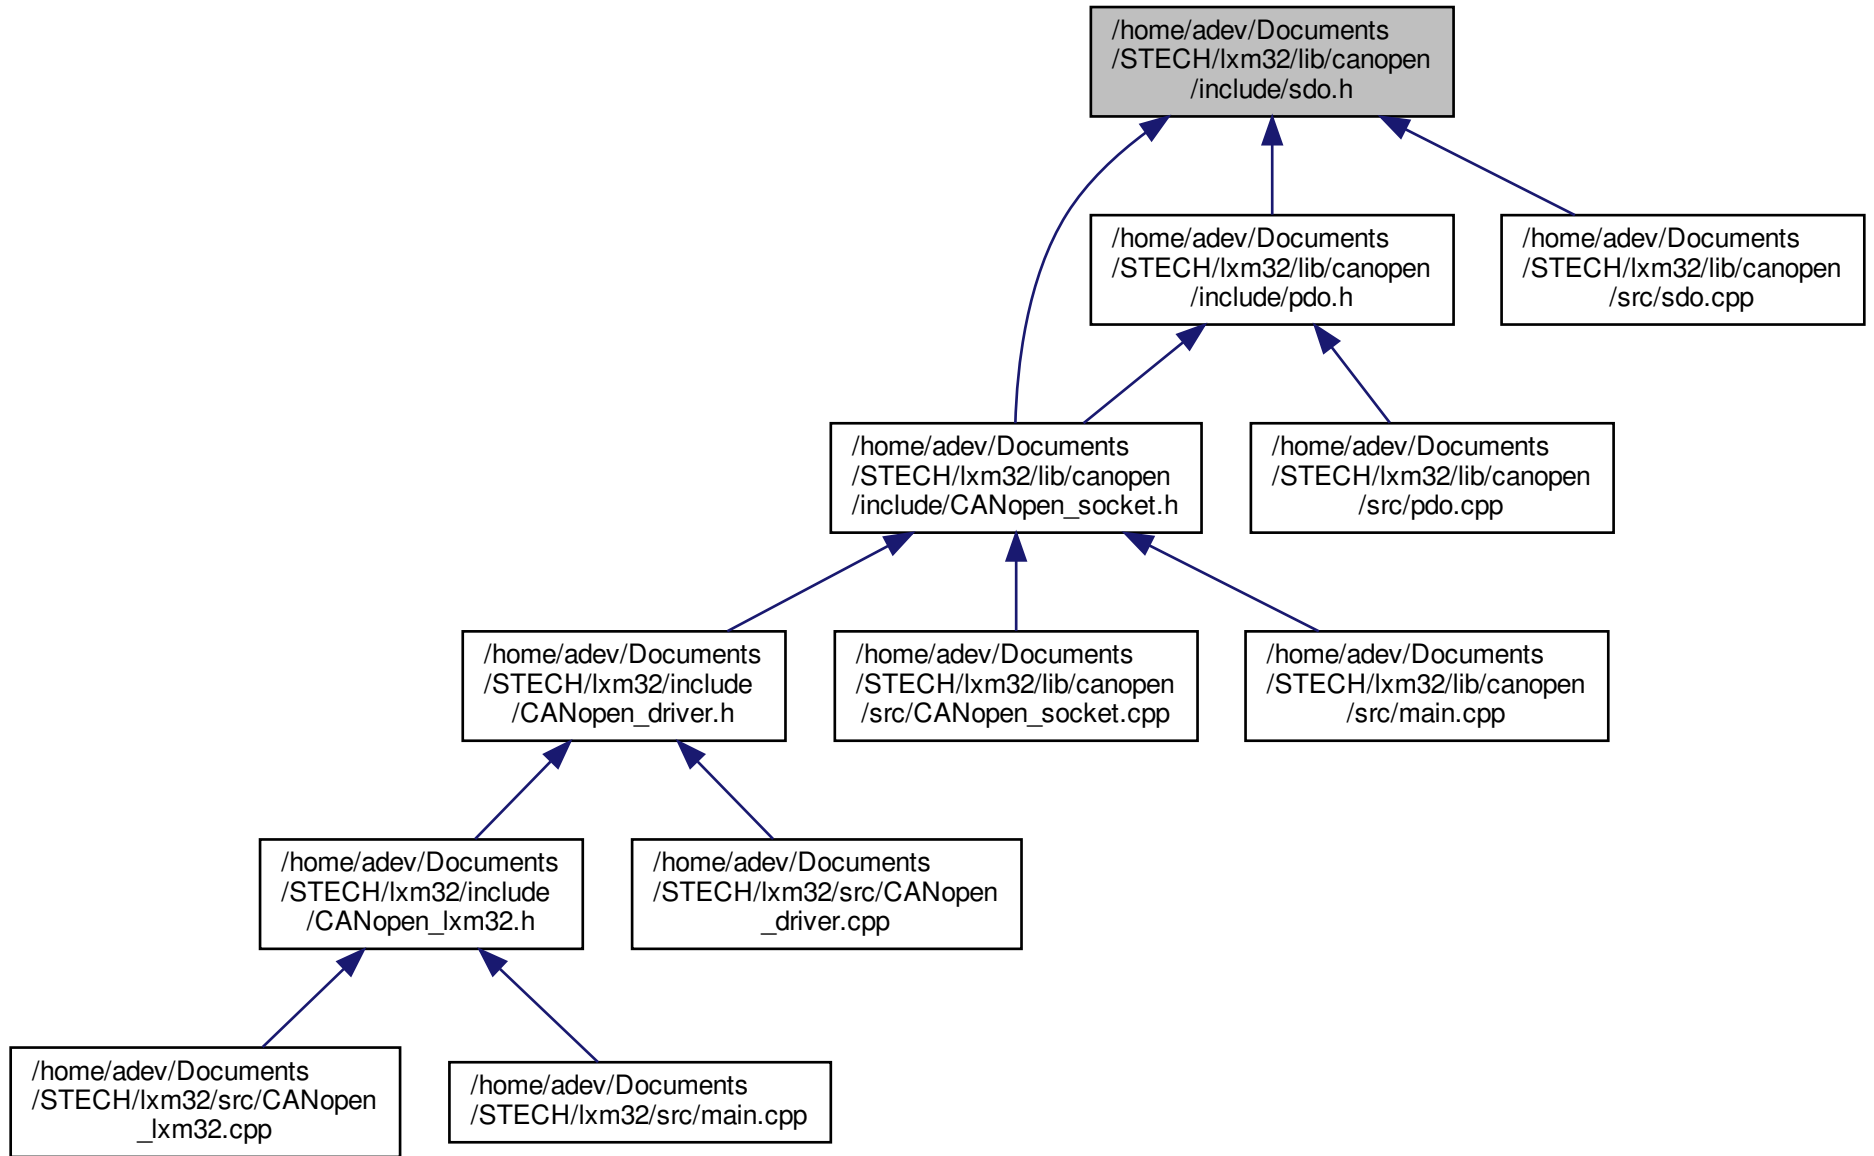 /home/adev/Documents
/STECH/lxm32/lib/canopen
/include/sdo.h
/home/adev/Documents
/STECH/lxm32/lib/canopen
/include/pdo.h
/home/adev/Documents
/STECH/lxm32/lib/canopen
/src/sdo.cpp
/home/adev/Documents
/STECH/lxm32/lib/canopen
/include/CANopen_socket.h
/home/adev/Documents
/STECH/lxm32/lib/canopen
/src/pdo.cpp
/home/adev/Documents
/STECH/lxm32/include
/CANopen_driver.h
/home/adev/Documents
/STECH/lxm32/lib/canopen
/src/CANopen_socket.cpp
/home/adev/Documents
/STECH/lxm32/lib/canopen
/src/main.cpp
/home/adev/Documents
/STECH/lxm32/include
/CANopen_lxm32.h
/home/adev/Documents
/STECH/lxm32/src/CANopen
_driver.cpp
/home/adev/Documents
/STECH/lxm32/src/CANopen
_lxm32.cpp
/home/adev/Documents
/STECH/lxm32/src/main.cpp